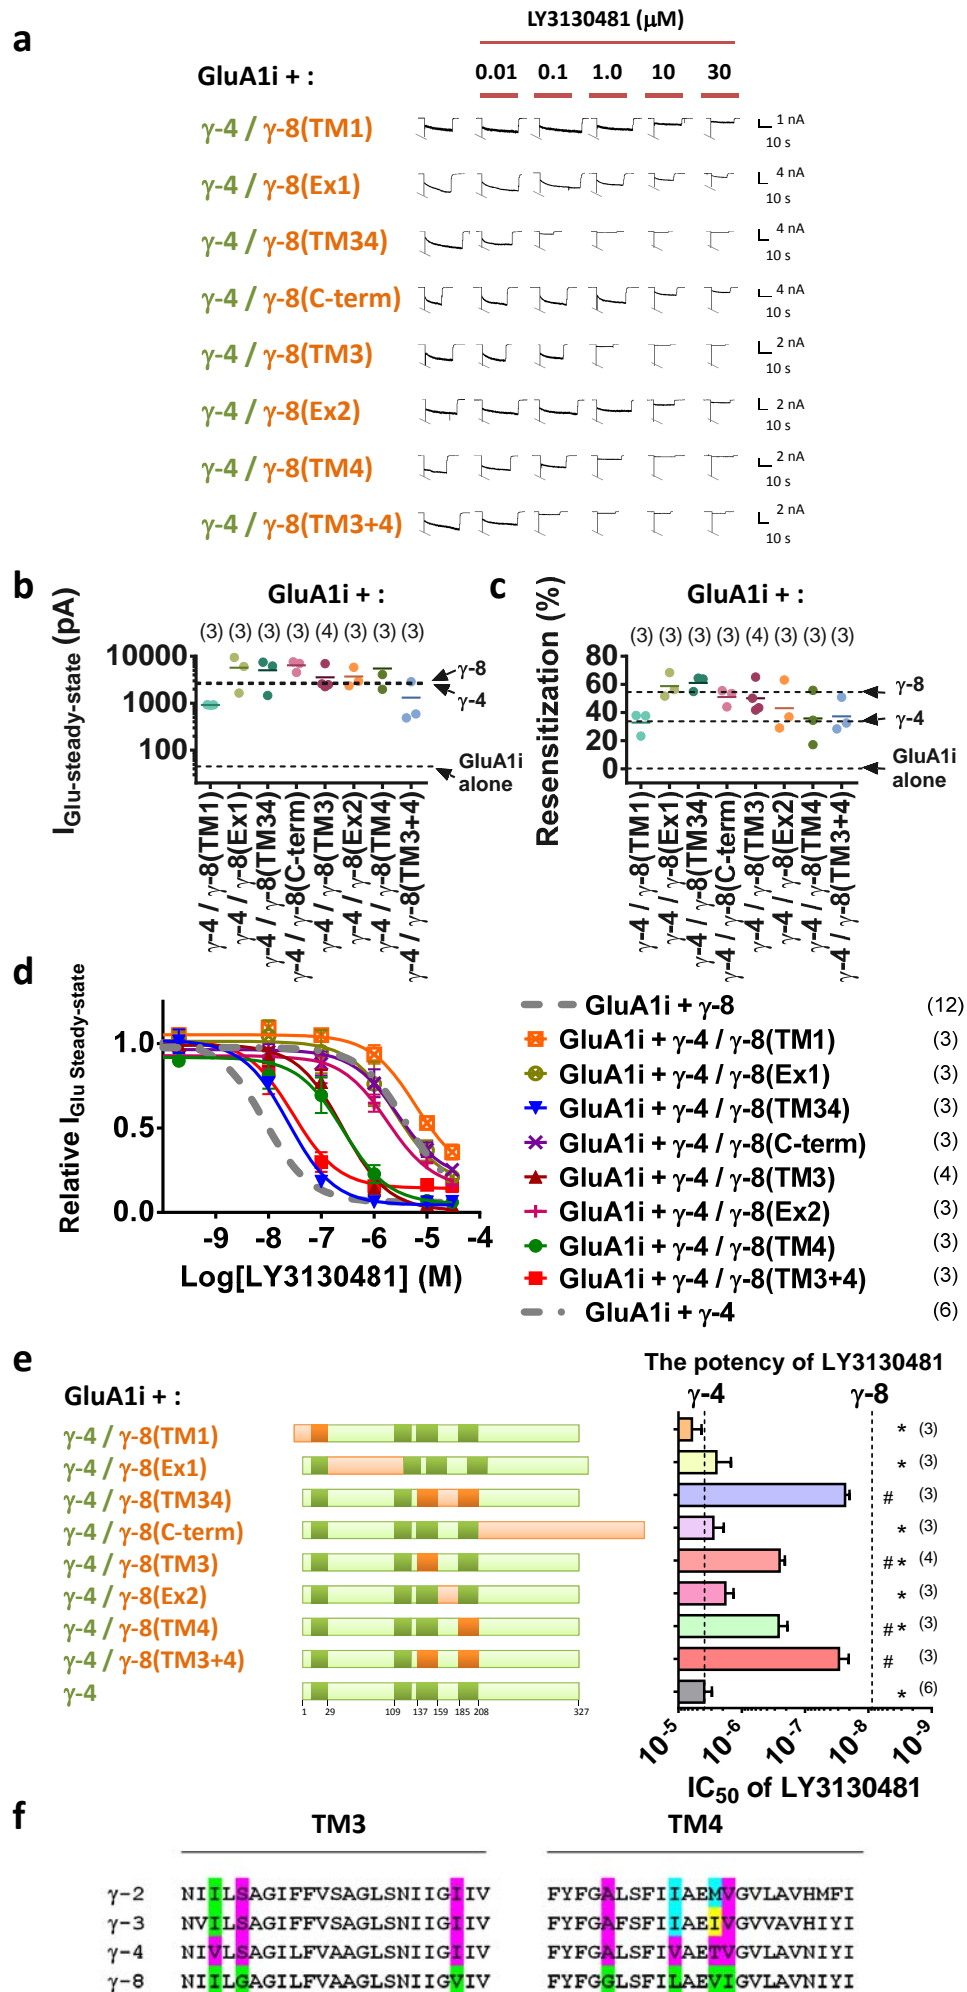 a
LY3130481 (μM)
GluA1i + :
0.01 0.1 1.0 10 30
γ-4 / γ-8(TM1)
1 nA
10 s
γ-4 / γ-8(Ex1)
4 nA
10 s
γ-4 / γ-8(TM34)
4 nA
10 s
γ-4 / γ-8(C-term)
4 nA
10 s
γ-4 / γ-8(TM3)
2 nA
10 s
γ-4 / γ-8(Ex2)
2 nA
10 s
γ-4 / γ-8(TM4)
2 nA
10 s
γ-4 / γ-8(TM3+4)
2 nA
10 s
b
GluA1i + :
(3) (3) (3) (3) (4) (3) (3) (3)
IGlu-steady-state (pA)
10000
1000
100
γ-8
γ-4
GluA1i
alone
γ-4 / γ-8(TM1)
γ-4 / γ-8(Ex1)
γ-4 / γ-8(TM34)
γ-4 / γ-8(C-term)
γ-4 / γ-8(TM3)
γ-4 / γ-8(Ex2)
γ-4 / γ-8(TM4)
γ-4 / γ-8(TM3+4)
c
GluA1i + :
(3) (3) (3) (3) (4) (3) (3) (3)
Resensitization (%)
80
60
40
20
0
γ-8
γ-4
GluA1i
alone
γ-4 / γ-8(TM1)
γ-4 / γ-8(Ex1)
γ-4 / γ-8(TM34)
γ-4 / γ-8(C-term)
γ-4 / γ-8(TM3)
γ-4 / γ-8(Ex2)
γ-4 / γ-8(TM4)
γ-4 / γ-8(TM3+4)
d
Relative IGlu Steady-state
1.0
0.5
0.0
-9 -8 -7 -6 -5 -4
Log[LY3130481] (M)
GluA1i + γ-8 (12)
GluA1i + γ-4 / γ-8(TM1) (3)
GluA1i + γ-4 / γ-8(Ex1) (3)
GluA1i + γ-4 / γ-8(TM34) (3)
GluA1i + γ-4 / γ-8(C-term) (3)
GluA1i + γ-4 / γ-8(TM3) (4)
GluA1i + γ-4 / γ-8(Ex2) (3)
GluA1i + γ-4 / γ-8(TM4) (3)
GluA1i + γ-4 / γ-8(TM3+4) (3)
GluA1i + γ-4 (6)
e
The potency of LY3130481
GluA1i + :
γ-4 γ-8
γ-4 / γ-8(TM1) * (3)
γ-4 / γ-8(Ex1) * (3)
γ-4 / γ-8(TM34) # (3)
γ-4 / γ-8(C-term) * (3)
γ-4 / γ-8(TM3) # * (4)
γ-4 / γ-8(Ex2) * (3)
γ-4 / γ-8(TM4) # * (3)
γ-4 / γ-8(TM3+4) # (3)
γ-4 * (6)
1 29 109 137 159 185 208 327
10-5 10-6 10-7 10-8 10-9
IC50 of LY3130481
f
TM3 TM4
γ-2 NIILSAGIFFVSAGLSNIIGIIV FYFGALSFIIAEMVGVLAVHMFI
γ-3 NVILSAGIFFVSAGLSNIIGIIV FYFGAFSFIIAEIVGVVAVHIYI
γ-4 NIVLSAGILFVAAGLSNIIGIIV FYFGALSFIVAETVGVLAVNIYI
γ-8 NIILGAGILFVAAGLSNIIGVIV FYFGGLSFILAEVIGVLAVNIYI